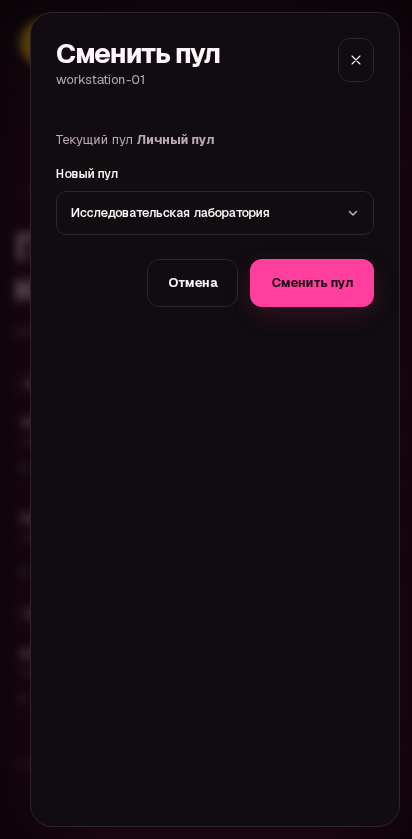 Сменить пул
workstation-01
Текущий пул Личный пул
Новый пул
Исследовательская лаборатория
Отмена
Сменить пул